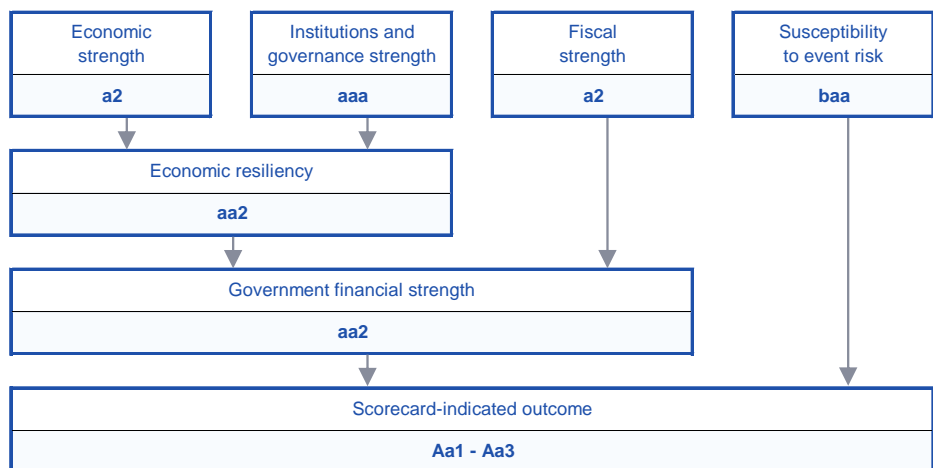 Economic
strength
a2
Institutions and
governance strength
aaa
Fiscal
strength
a2
Susceptibility
to event risk
baa
Economic resiliency
aa2
Government financial strength
aa2
Scorecard-indicated outcome
Aa1 - Aa3